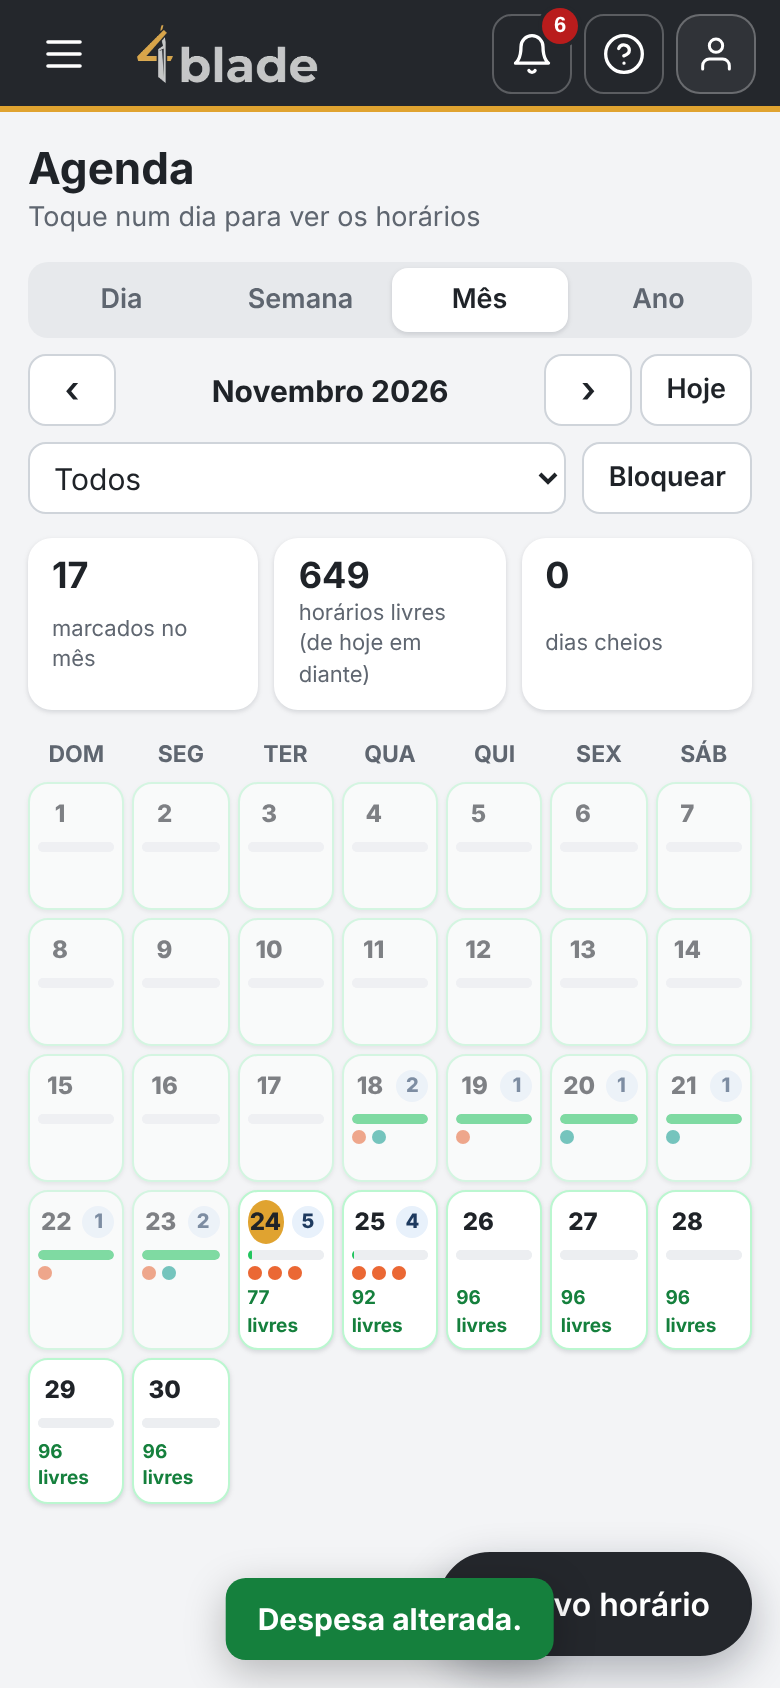 4blade
6
Agenda
Toque num dia para ver os horários
Dia Semana Mês Ano
‹ Novembro 2026 › Hoje
Todos Bloquear
17 649 0
marcados no mês
horários livres (de hoje em diante)
dias cheios
DOM SEG TER QUA QUI SEX SÁB
1 2 3 4 5 6 7
8 9 10 11 12 13 14
15 16 17 18 2 19 1 20 1 21 1
22 1 23 2 24 5 25 4 26 27 28
77 livres 92 livres 96 livres 96 livres 96 livres
29 30
96 livres 96 livres
Despesa alterada. vo horário